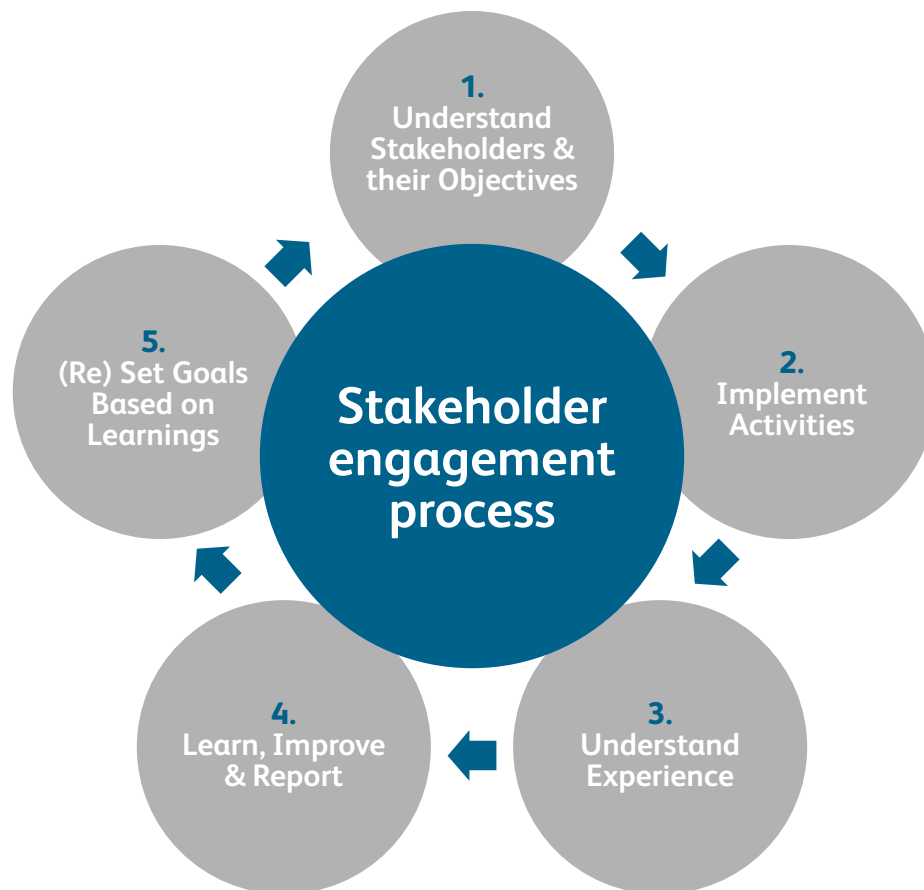 1.
Understand
Stakeholders &
their Objectives
2.
Implement
Activities
3.
Understand
Experience
4.
Learn, Improve
& Report
5.
(Re) Set Goals
Based on
Learnings
Stakeholder
engagement
process